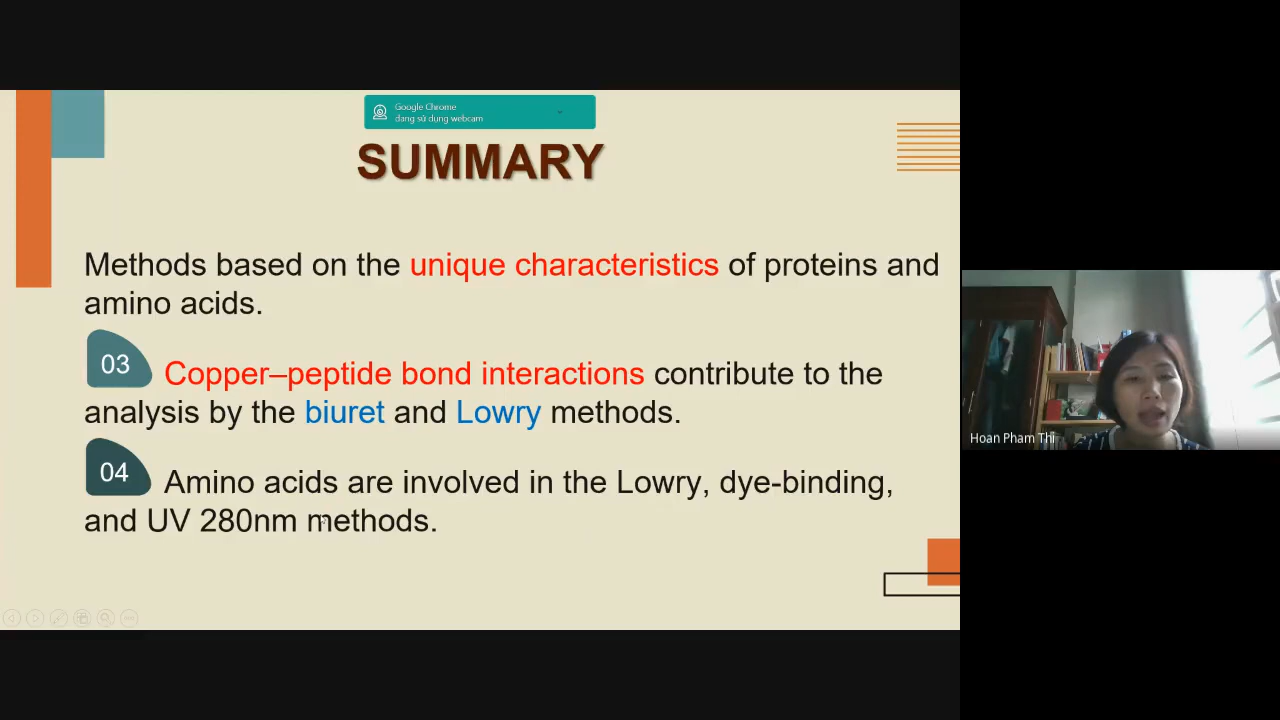 Google Chrome
đang sử dụng webcam
SUMMARY
Methods based on the unique characteristics of proteins and
amino acids.
03 Copper–peptide bond interactions contribute to the
analysis by the biuret and Lowry methods.
04 Amino acids are involved in the Lowry, dye-binding,
and UV 280nm methods.
Hoan Pham Thi